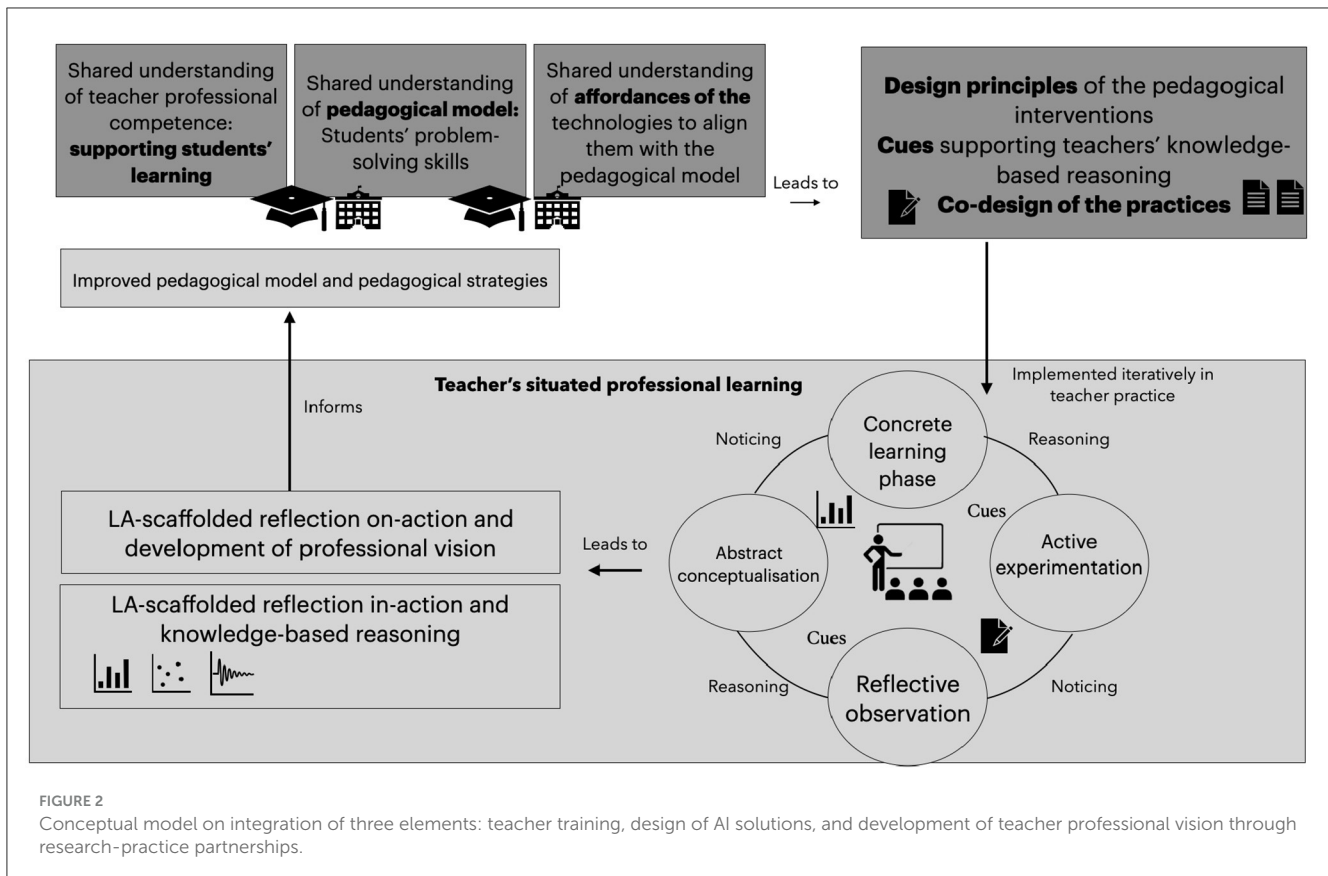 Shared understanding
of teacher professional
competence:
supporting students'
learning
Shared understanding
of pedagogical model:
Students' problem-
solving skills
Shared understanding
of affordances of the
technologies to align
them with the
pedagogical model
Leads to
Design principles of the pedagogical
interventions
Cues supporting teachers' knowledge-
based reasoning
Co-design of the practices
Improved pedagogical model and pedagogical strategies
Informs
Implemented iteratively in
teacher practice
Teacher's situated professional learning
Concrete
learning
phase
Noticing
Reasoning
Cues
Active
experimentation
Abstract
conceptualisation
Cues
Reasoning
Noticing
Reflective
observation
Leads to
LA-scaffolded reflection on-action and
development of professional vision
LA-scaffolded reflection in-action and
knowledge-based reasoning
FIGURE 2
Conceptual model on integration of three elements: teacher training, design of AI solutions, and development of teacher professional vision through
research-practice partnerships.